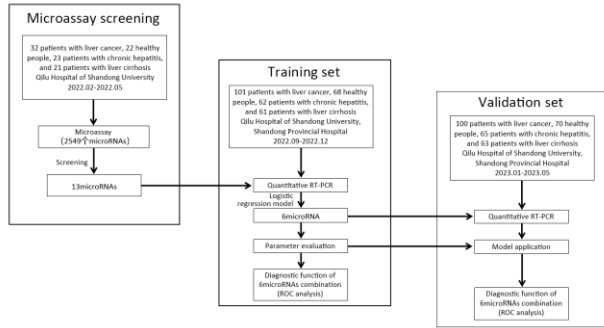 Microassay screening
32 patients with liver cancer, 22 healthy
people, 23 patients with chronic hepatitis,
and 21 patients with liver cirrhosis
Qilu Hospital of Shandong University
2022.02-2022.05
Microassay
(2549个microRNAs)
Screening
13microRNAs
Training set
101 patients with liver cancer, 68 healthy
people, 62 patients with chronic hepatitis,
and 61 patients with liver cirrhosis
Qilu Hospital of Shandong University,
Shandong Provincial Hospital
2022.09-2022.12
Quantitative RT-PCR
Logistic
regression model
6microRNA
Parameter evaluation
Diagnostic function of
6microRNAs combination
(ROC analysis)
Validation set
100 patients with liver cancer, 70 healthy
people, 65 patients with chronic hepatitis,
and 63 patients with liver cirrhosis
Qilu Hospital of Shandong University,
Shandong Provincial Hospital
2023.01-2023.05
Quantitative RT-PCR
Model application
Diagnostic function of
6microRNAs combination
(ROC analysis)